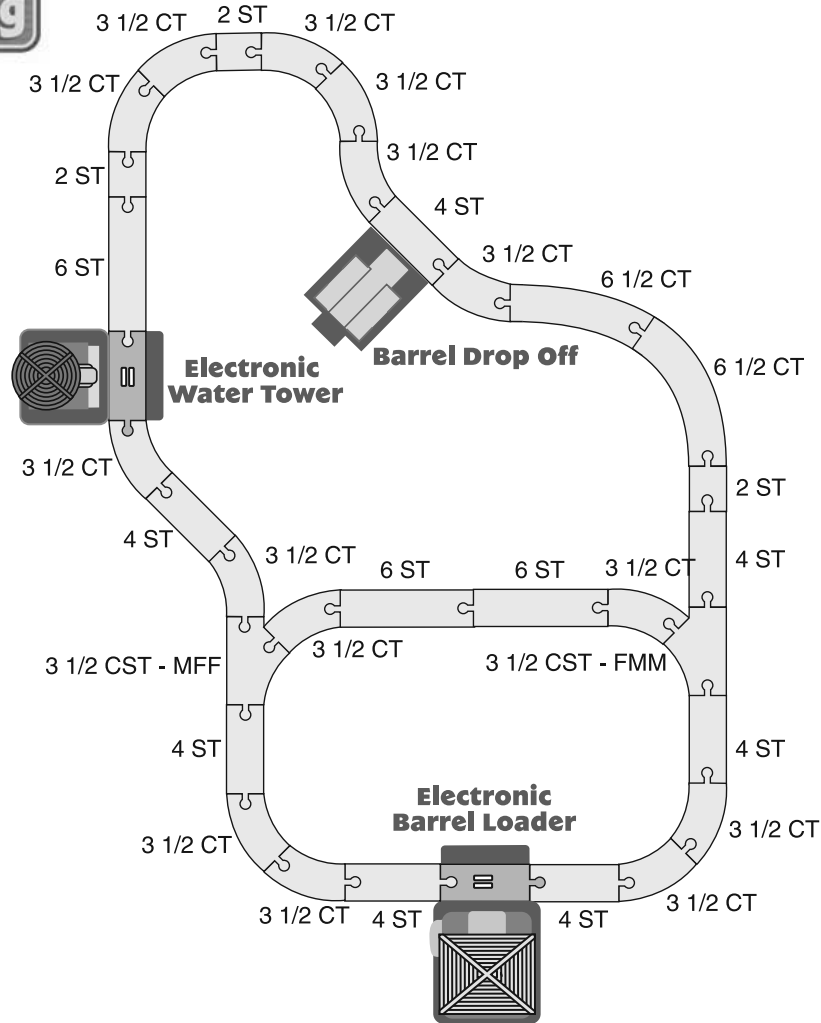 g
3 1/2 CT
2 ST
3 1/2 CT
3 1/2 CT
3 1/2 CT
2 ST
3 1/2 CT
4 ST
6 ST
3 1/2 CT
6 1/2 CT
Electronic
Water Tower
Barrel Drop Off
6 1/2 CT
3 1/2 CT
2 ST
4 ST
3 1/2 CT
6 ST
6 ST
3 1/2 CT
4 ST
3 1/2 CT
3 1/2 CST - MFF
3 1/2 CST - FMM
4 ST
4 ST
Electronic
Barrel Loader
3 1/2 CT
3 1/2 CT
3 1/2 CT
4 ST
4 ST
3 1/2 CT